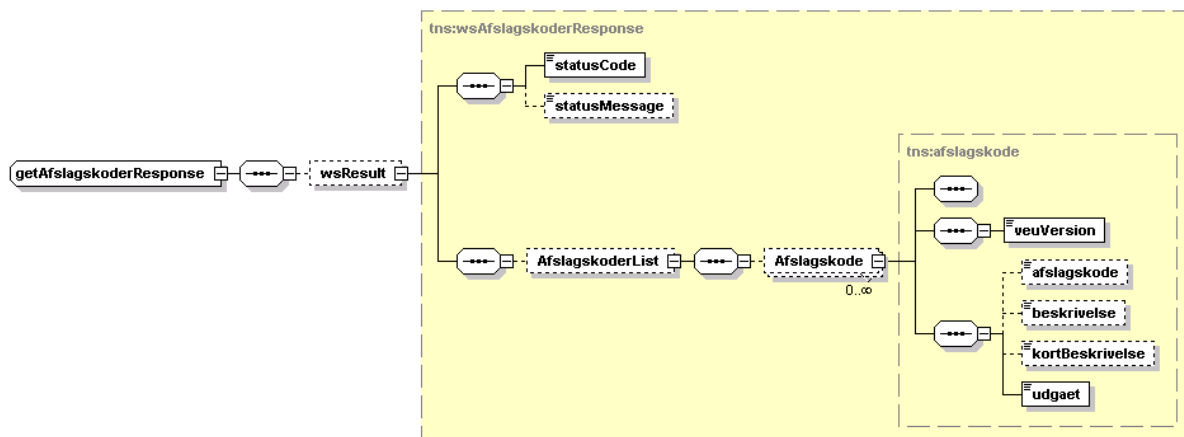 tns:wsAfslagskoderResponse
statusCode
statusMessage
tns:afslagskode
getAfslagskoderResponse
wsResult
veuVersion
AfslagskoderList
Afslagskode
0..∞
afslagskode
beskrivelse
kortBeskrivelse
udgaet